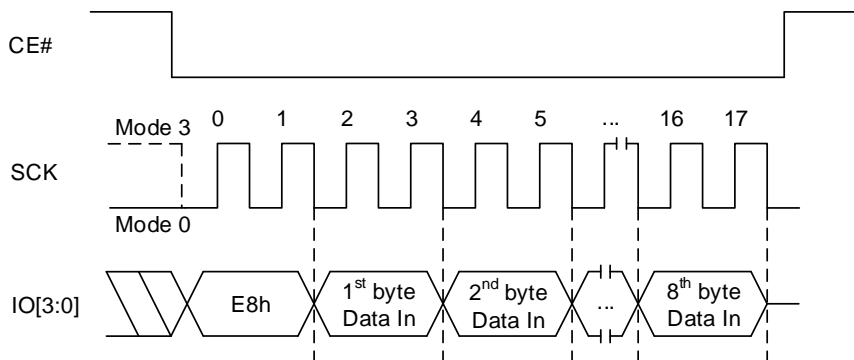 CE#
0 1 2 3 4 5 ... 16 17
Mode 3
SCK
Mode 0
IO[3:0]
E8h
1st byte
Data In
2nd byte
Data In
...
8th byte
Data In